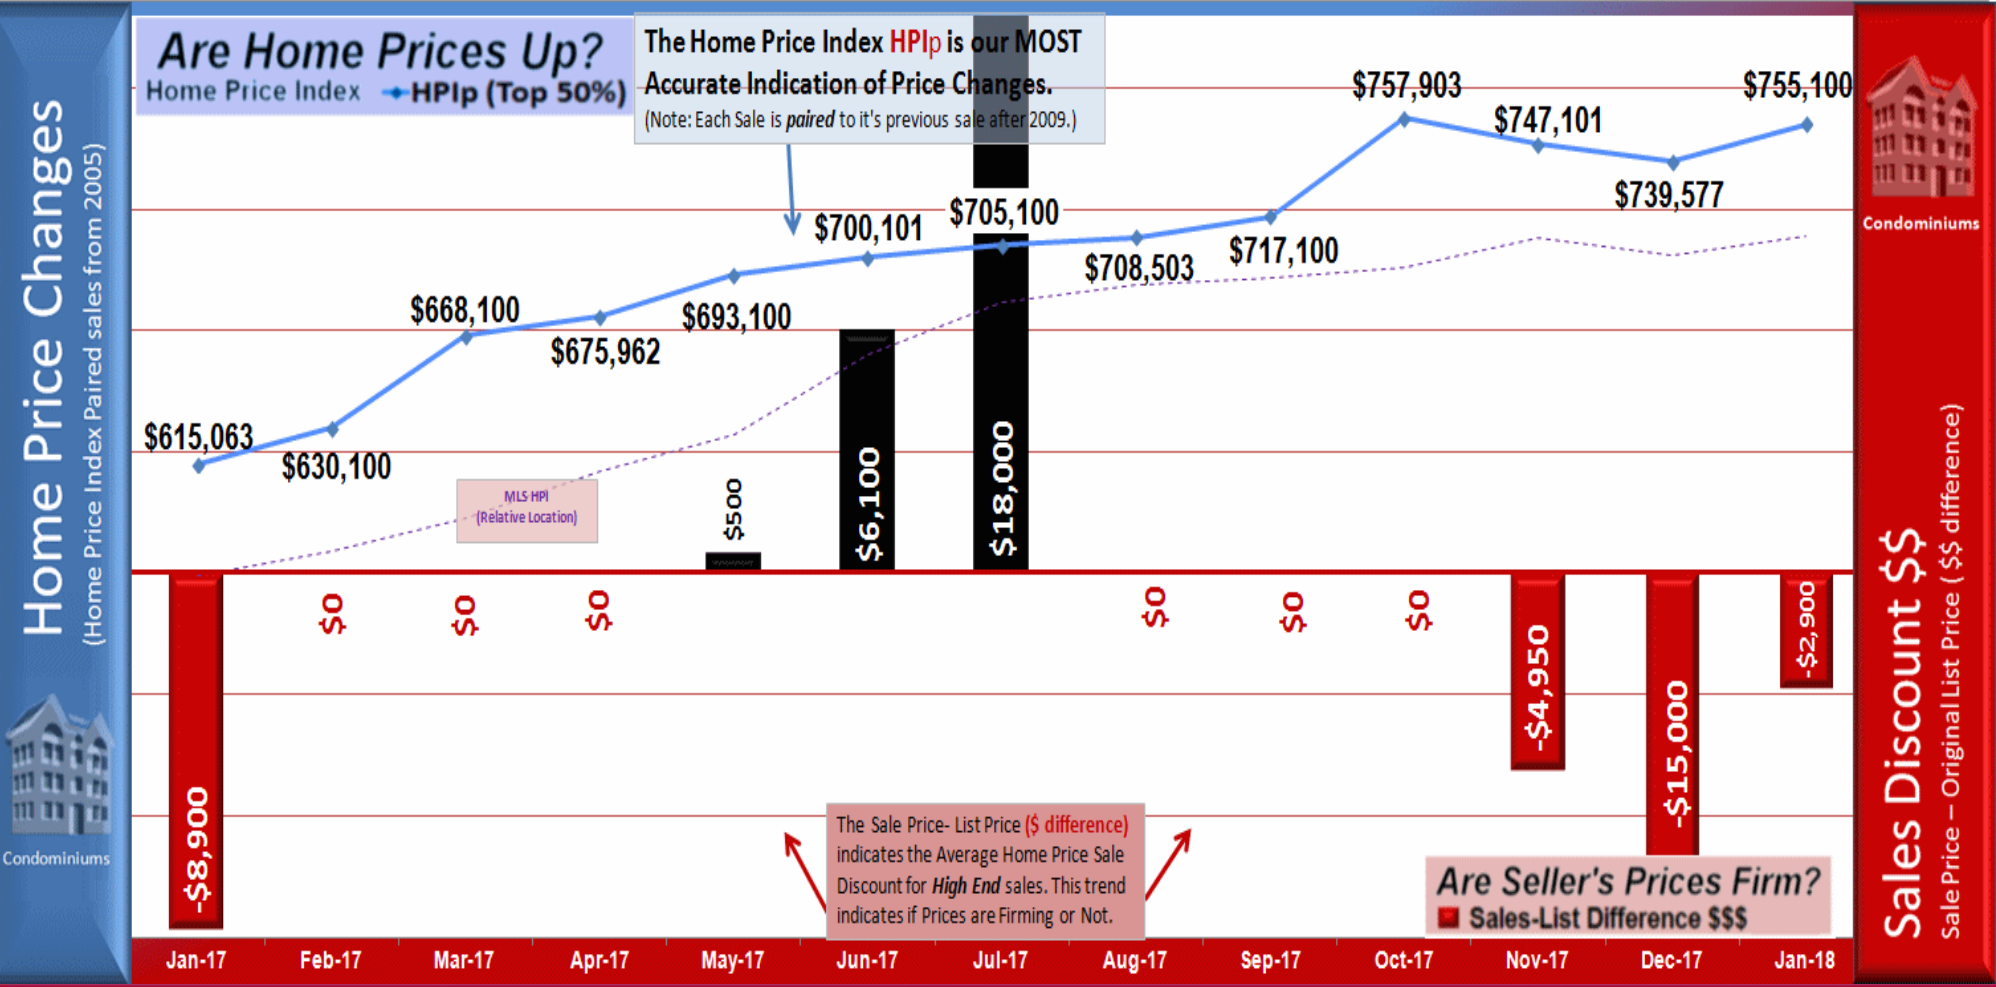 Are Home Prices Up?
Home Price Index HPIp (Top 50%)
The Home Price Index HPIp is our MOST
Accurate Indication of Price Changes.
(Note: Each Sale is paired to it's previous sale after 2009.)
Home Price Changes
(Home Price Index Paired sales from 2005)
Condominiums
$615,063
$630,100
$668,100
$675,962
$693,100
$700,101
$705,100
$708,503
$717,100
$757,903
$747,101
$739,577
$755,100
MLS-HPI
(Relative Location)
-$8,900
$0
$0
$0
$500
$6,100
$18,000
$0
$0
$0
-$4,950
-$15,000
-$2,900
The Sale Price- List Price ($ difference)
indicates the Average Home Price Sale
Discount for High End sales. This trend
indicates if Prices are Firming or Not.
Are Seller's Prices Firm?
Sales-List Difference $$$
Jan-17 Feb-17 Mar-17 Apr-17 May-17 Jun-17 Jul-17 Aug-17 Sep-17 Oct-17 Nov-17 Dec-17 Jan-18
Condominiums
Sales Discount $$
Sale Price – Original List Price ( $$ difference)